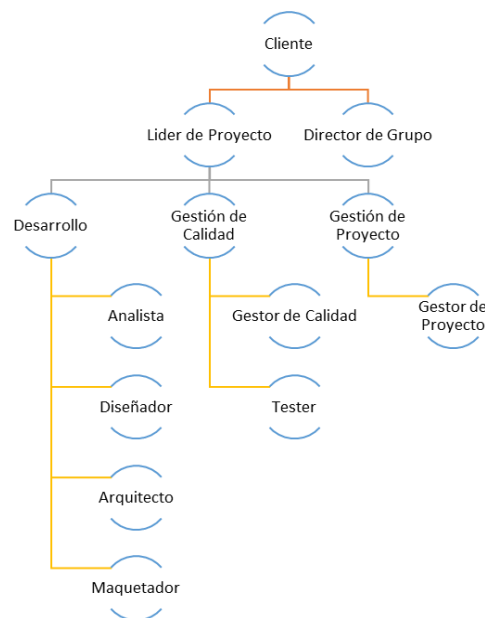 Cliente
Lider de Proyecto
Director de Grupo
Desarrollo
Gestión de
Calidad
Gestión de
Proyecto
Analista
Gestor de Calidad
Gestor de
Proyecto
Diseñador
Tester
Arquitecto
Maquetador